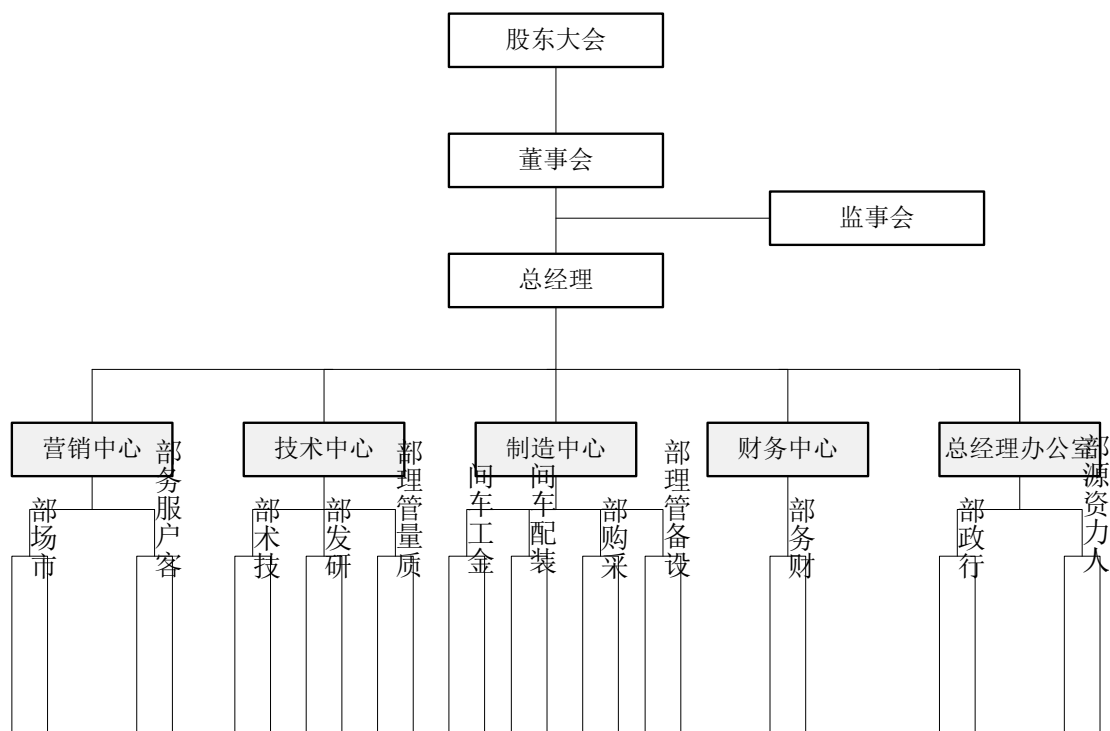 股东大会
董事会
监事会
总经理
营销中心
技术中心
制造中心
财务中心
总经理办公室
市场部
客户服务部
技术部
研发部
质量管理部
金工车间
装配车间
采购部
设备管理部
财务部
行政部
人力资源部